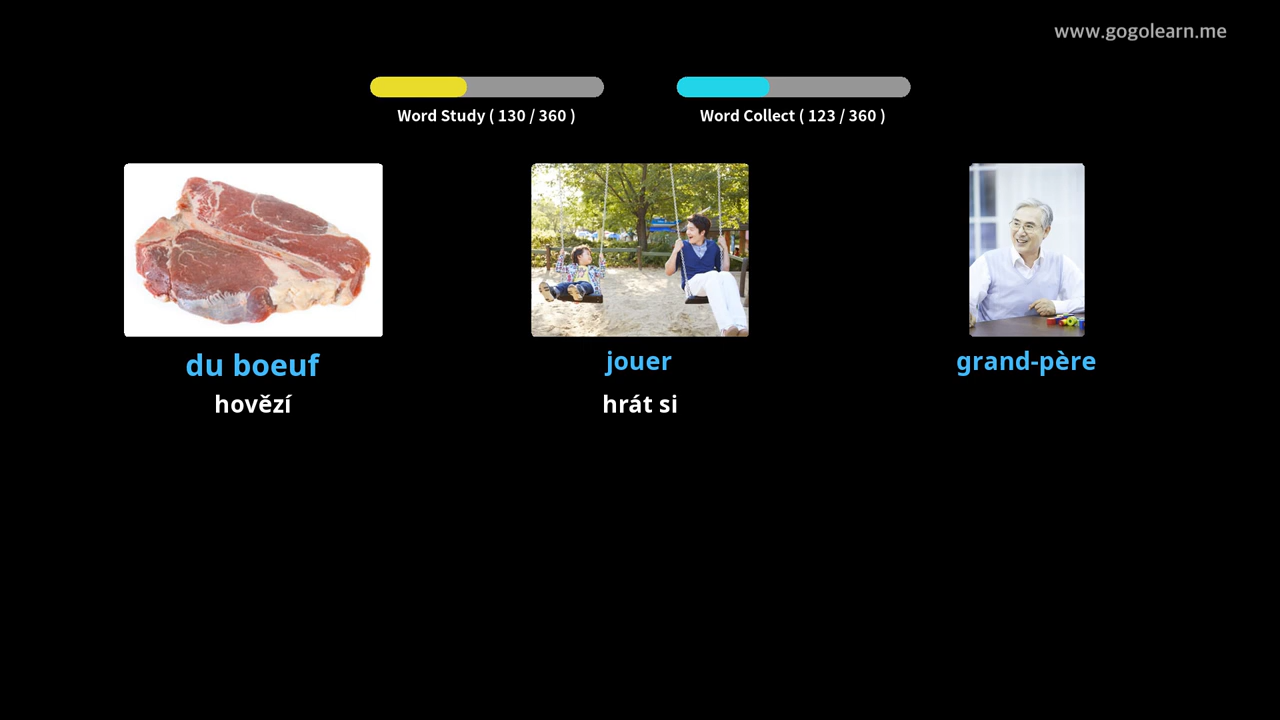 www.gogolearn.me
Word Study ( 130 / 360 )
Word Collect ( 123 / 360 )
du boeuf
hovězí
jouer
hrát si
grand-père